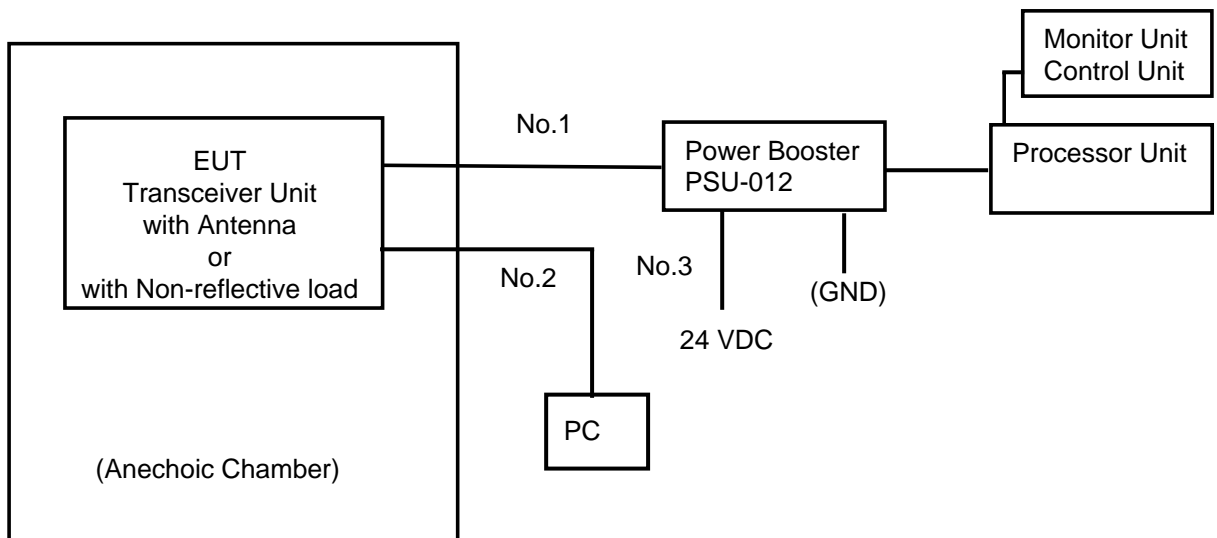 Monitor Unit
Control Unit
No.1
EUT
Transceiver Unit
with Antenna
or
with Non-reflective load
Power Booster
PSU-012
Processor Unit
No.2
No.3
(GND)
24 VDC
PC
(Anechoic Chamber)